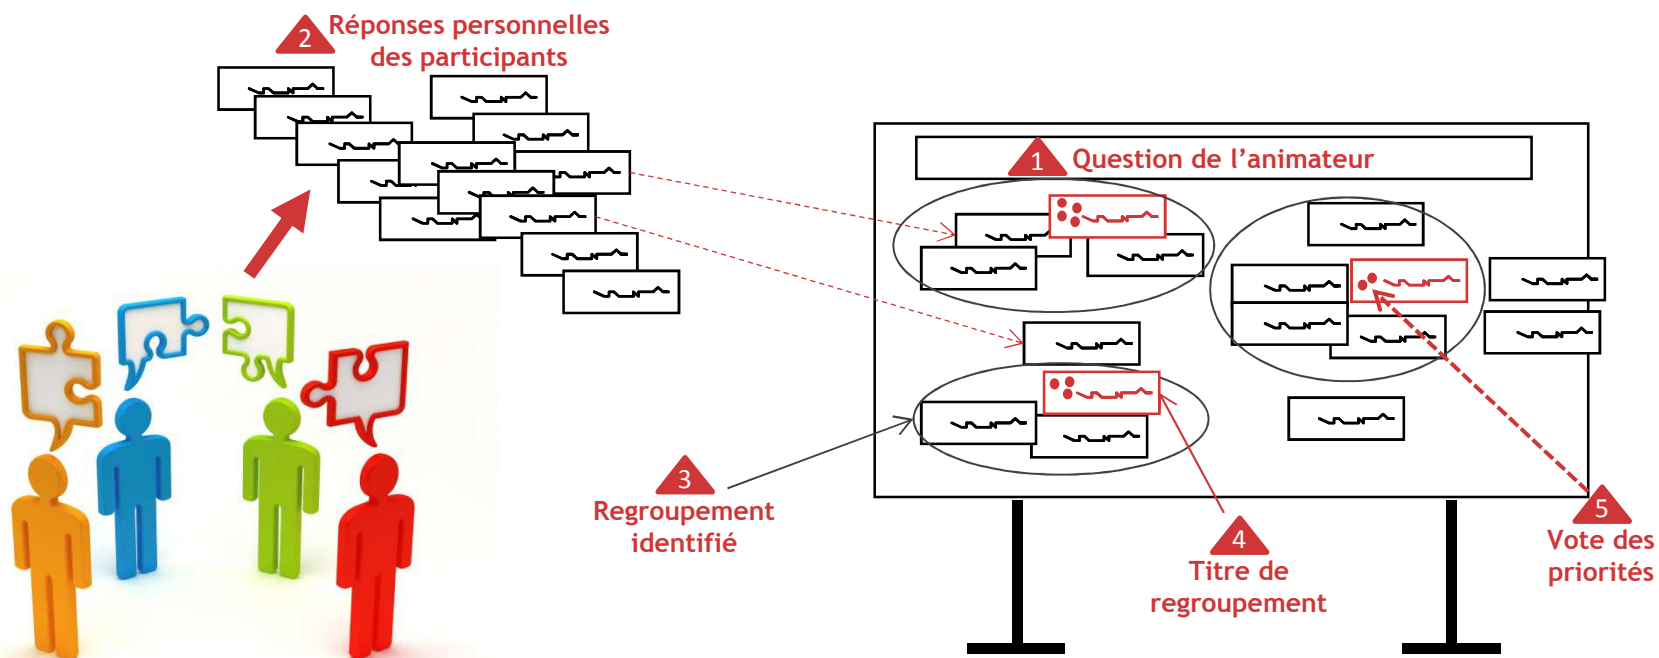 2
Réponses personnelles
des participants
1
Question de l’animateur
3
Regroupement
identifié
4
Titre de
regroupement
5
Vote des
priorités